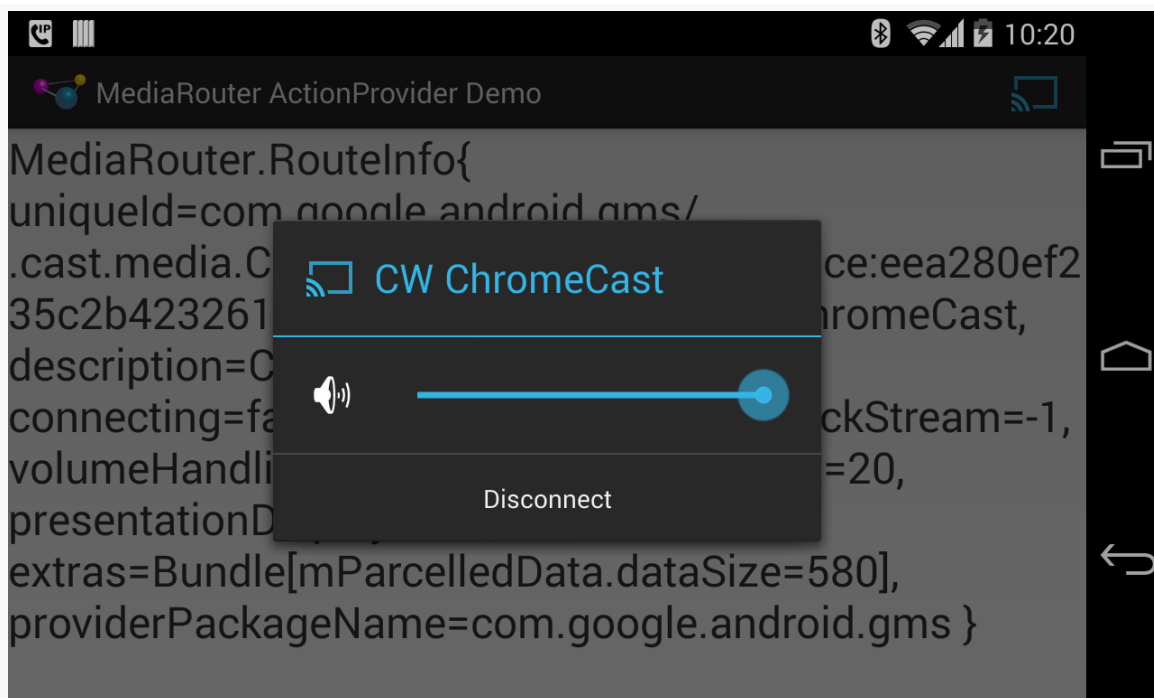 10:20
MediaRouter ActionProvider Demo
MediaRouter.RouteInfo{
uniqueId=com.google.android.gms/
.cast.media.C ce:eea280ef2
35c2b423261 hromeCast,
description=C
connecting=fa ckStream=-1,
volumeHandli =20,
presentationD
extras=Bundle[mParcelledData.dataSize=580],
providerPackageName=com.google.android.gms }
CW ChromeCast
Disconnect